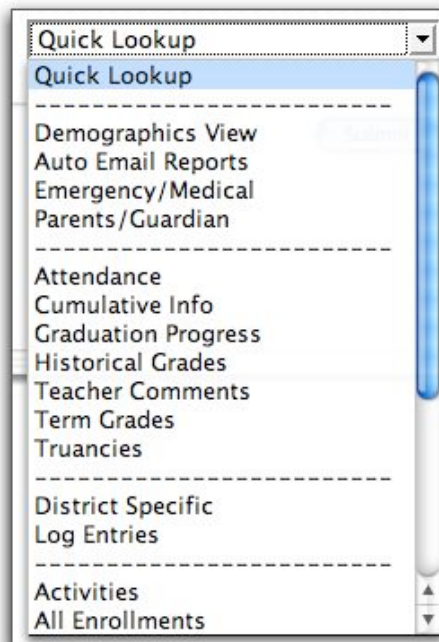 Quick Lookup
Quick Lookup
--------------------------
Demographics View
Auto Email Reports
Emergency/Medical
Parents/Guardian
--------------------------
Attendance
Cumulative Info
Graduation Progress
Historical Grades
Teacher Comments
Term Grades
Truancies
--------------------------
District Specific
Log Entries
--------------------------
Activities
All Enrollments